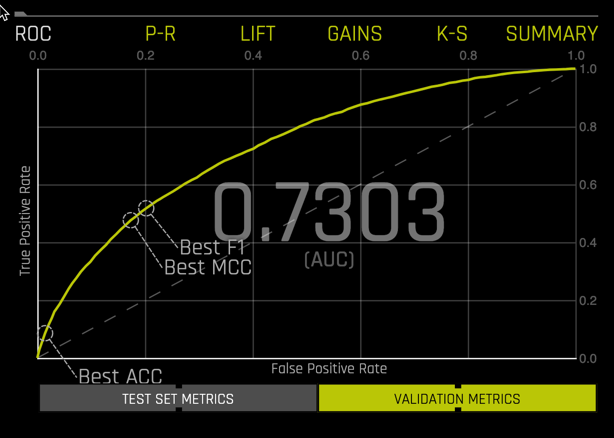 ROC P-R LIFT GAINS K-S SUMMARY
0.0 0.2 0.4 0.6 0.8 1.0
1.0
0.8
0.6
0.4
0.2
0.0
True Positive Rate
0.7303
(AUC)
Best F1
Best MCC
Best ACC
False Positive Rate
TEST SET METRICS VALIDATION METRICS